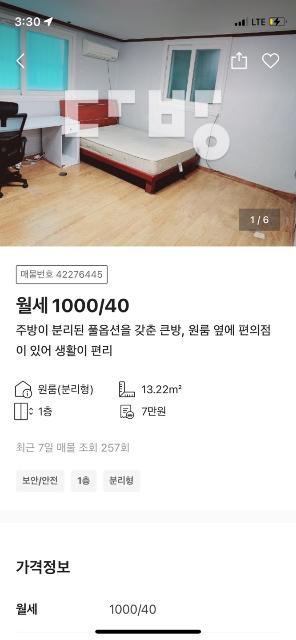 3:30
LTE
다방
1 / 6
매물번호 42276445
월세 1000/40
주방이 분리된 풀옵션을 갖춘 큰방, 원룸 옆에 편의점
이 있어 생활이 편리
원룸(분리형)
13.22m²
1층
7만원
최근 7일 매물 조회 257회
보안/안전
1층
분리형
가격정보
월세
1000/40